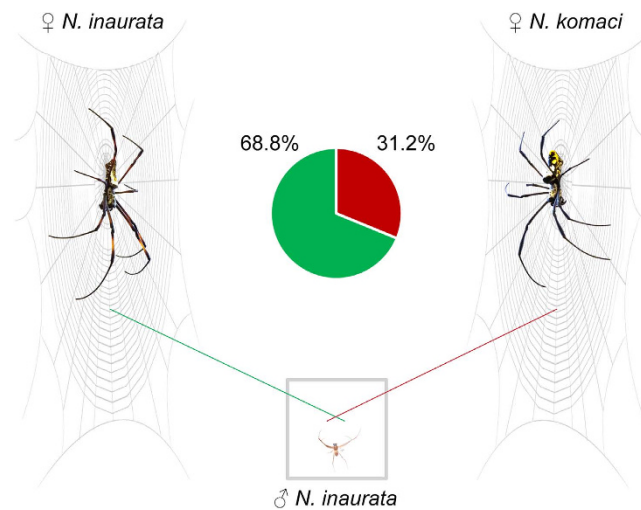 ♀ N. inaurata
♀ N. komaci
68.8%
31.2%
♂ N. inaurata